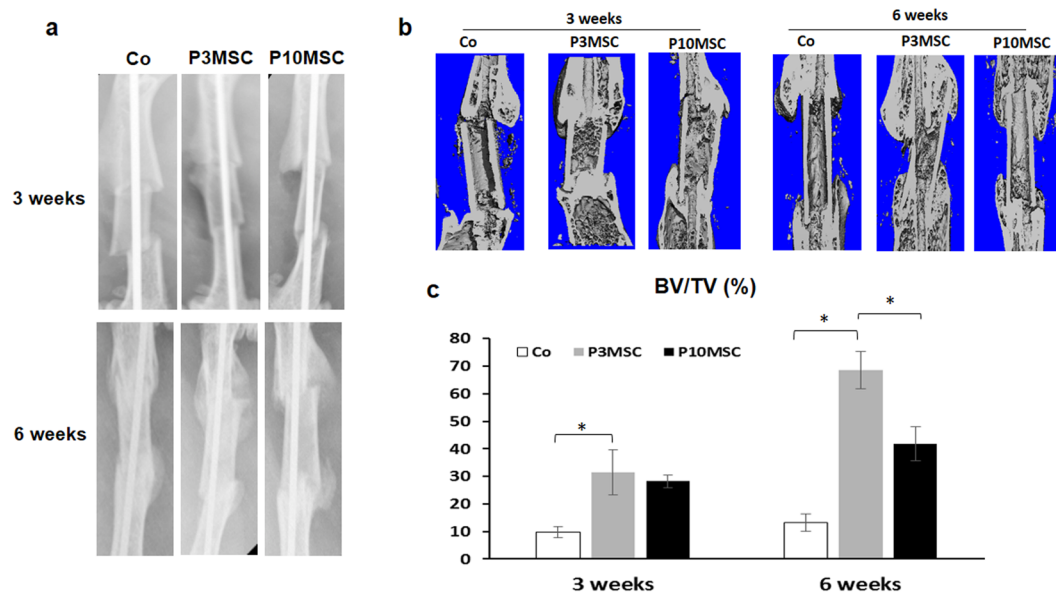 a
Co P3MSC P10MSC
3 weeks
6 weeks
b
3 weeks 6 weeks
Co P3MSC P10MSC Co P3MSC P10MSC
c
BV/TV (%)
* *
80
Co P3MSC P10MSC
70
60
50
*
40
30
20
10
0
3 weeks 6 weeks